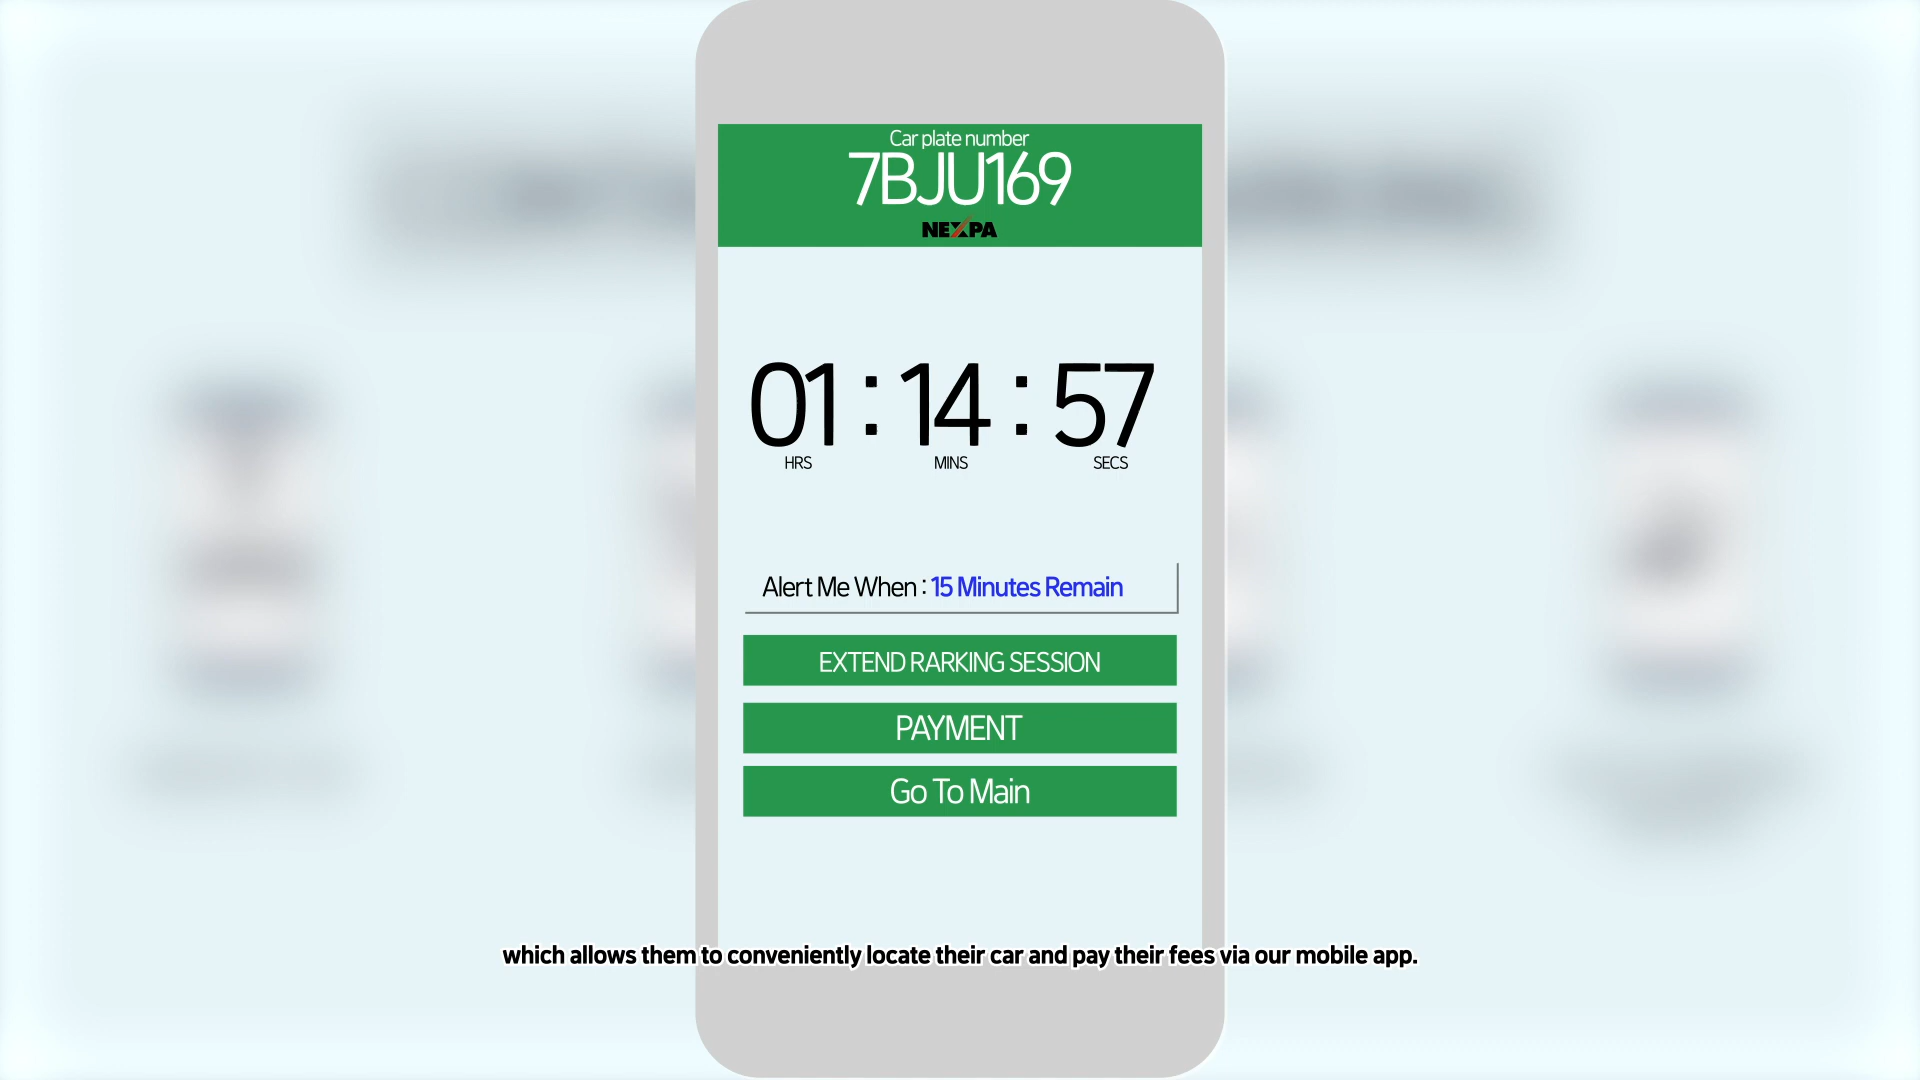 Car plate number
7BJU169
NEXPA
01 : 14 : 57
HRS MINS SECS
Alert Me When : 15 Minutes Remain
EXTEND RARKING SESSION
PAYMENT
Go To Main
which allows them to conveniently locate their car and pay their fees via our mobile app.